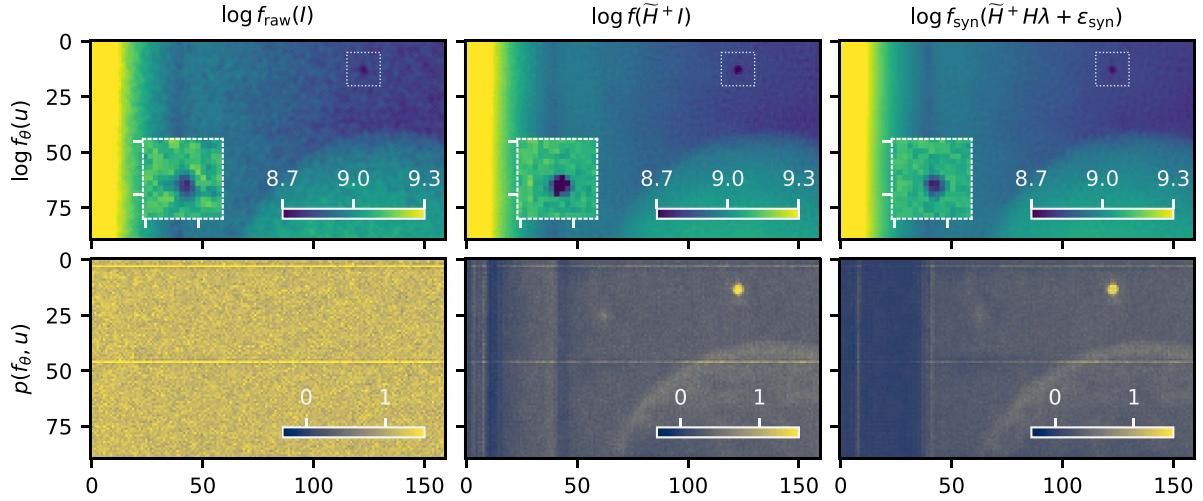 log f_raw(I) log f(H̃⁺I) log f_syn(H̃⁺Hλ + ε_syn)
log f_θ(u)
0
25
50
75
8.7 9.0 9.3 8.7 9.0 9.3 8.7 9.0 9.3
p(f_θ, u)
0
25
50
75
0 1 0 1 0 1
0 50 100 150 0 50 100 150 0 50 100 150